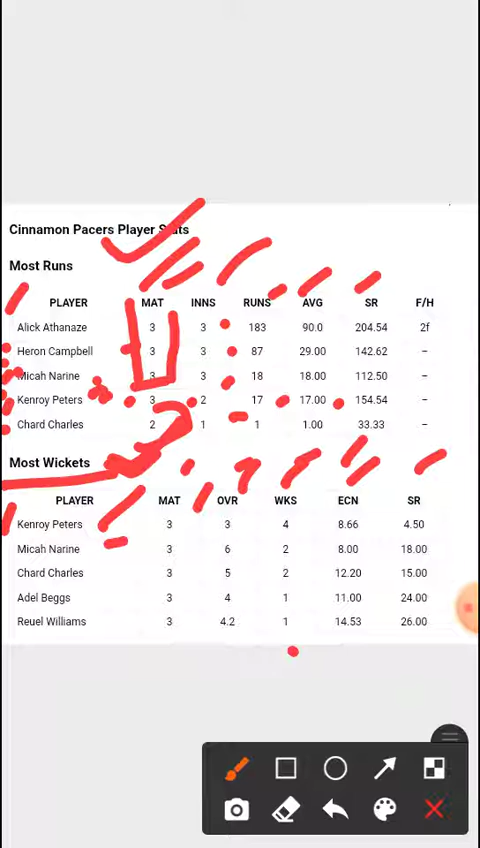 Cinnamon Pacers Player Stats
Most Runs
PLAYER MAT INNS RUNS AVG SR F/H
Alick Athanaze 3 3 183 90.0 204.54 2f
Heron Campbell 3 3 87 29.00 142.62 –
Micah Narine 3 3 18 18.00 112.50 –
Kenroy Peters 3 2 17 17.00 154.54 –
Chard Charles 2 1 1 1.00 33.33 –
Most Wickets
PLAYER MAT OVR WKS ECN SR
Kenroy Peters 3 3 4 8.66 4.50
Micah Narine 3 6 2 8.00 18.00
Chard Charles 3 5 2 12.20 15.00
Adel Beggs 3 4 1 11.00 24.00
Reuel Williams 3 4.2 1 14.53 26.00